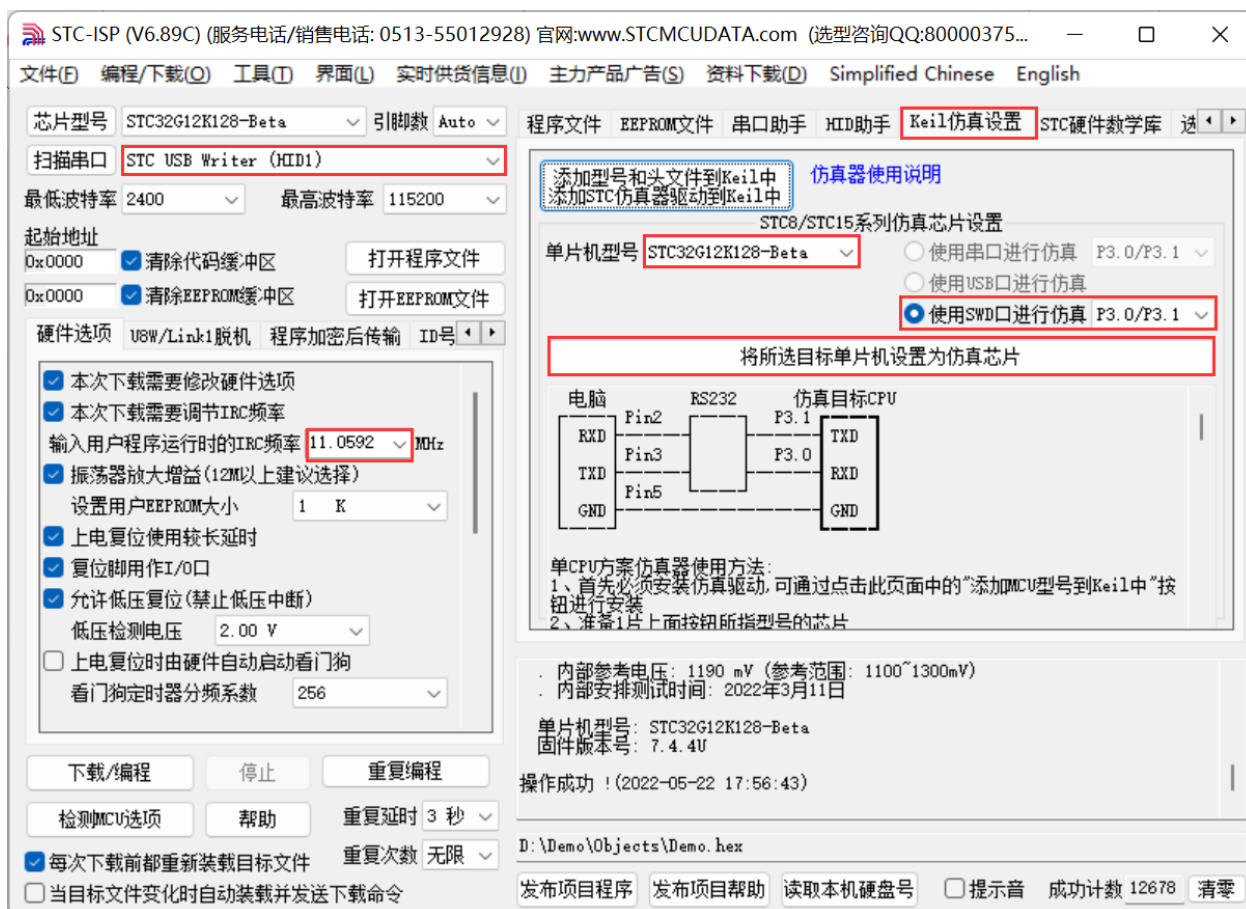 STC-ISP (V6.89C) (服务电话/销售电话: 0513-55012928) 官网:www.STCMCUDATA.com (选型咨询QQ:80000375...
文件(F) 编程/下载(O) 工具(T) 界面(L) 实时供货信息(I) 主力产品广告(S) 资料下载(D) Simplified Chinese English
芯片型号 STC32G12K128-Beta 引脚数 Auto
扫描串口 STC USB Writer (HID1)
最低波特率 2400 最高波特率 115200
起始地址
0x0000 清除代码缓冲区 打开程序文件
0x0000 清除EEPROM缓冲区 打开EEPROM文件
硬件选项 U8W/Link1脱机 程序加密后传输 ID号
本次下载需要修改硬件选项
本次下载需要调节IRC频率
输入用户程序运行时的IRC频率 11.0592 MHz
振荡器放大增益(12M以上建议选择)
设置用户EEPROM大小 1 K
上电复位使用较长延时
复位脚用作I/O口
允许低压复位(禁止低压中断)
低压检测电压 2.00 V
上电复位时由硬件自动启动看门狗
看门狗定时器分频系数 256
下载/编程 停止 重复编程
检测MCU选项 帮助 重复延时 3 秒
每次下载前都重新装载目标文件 重复次数 无限
当目标文件变化时自动装载并发送下载命令
程序文件 EEPROM文件 串口助手 HID助手 Keil仿真设置 STC硬件数学库 选
添加型号和头文件到Keil中
添加STC仿真器驱动到Keil中
仿真器使用说明
STC8/STC15系列仿真芯片设置
单片机型号 STC32G12K128-Beta 使用串口进行仿真 P3.0/P3.1
使用USB口进行仿真
使用SWD口进行仿真 P3.0/P3.1
将所选目标单片机设置为仿真芯片
电脑 RS232 仿真目标CPU
Pin2 P3.1
RXD TXD
Pin3 P3.0
TXD RXD
Pin5
GND GND
单CPU方案仿真器使用方法:
1、首先必须安装仿真驱动,可通过点击此页面中的"添加MCU型号到Keil中"按
钮进行安装
2、准备1片上面按钮所指型号的芯片
. 内部参考电压: 1190 mV (参考范围: 1100~1300mV)
. 内部安排测试时间: 2022年3月11日
单片机型号: STC32G12K128-Beta
固件版本号: 7.4.4U
操作成功 !(2022-05-22 17:56:43)
D:\Demo\Objects\Demo.hex
发布项目程序 发布项目帮助 读取本机硬盘号 提示音 成功计数 12678 清零